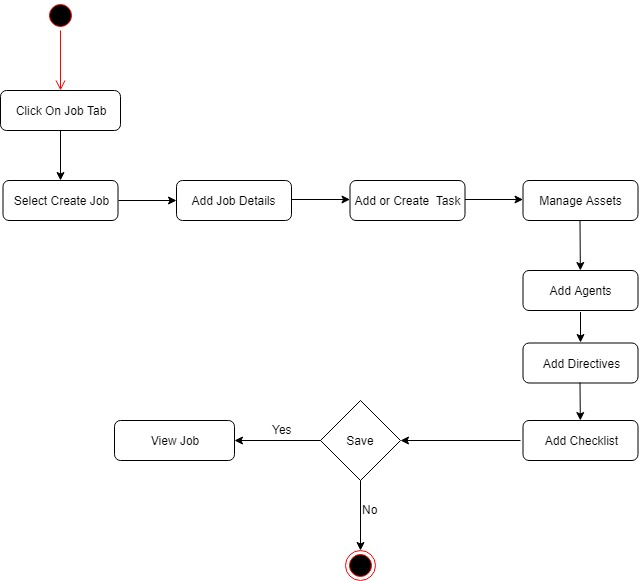 Click On Job Tab
Select Create Job
Add Job Details
Add or Create Task
Manage Assets
Add Agents
Add Directives
Add Checklist
Save
Yes
View Job
No